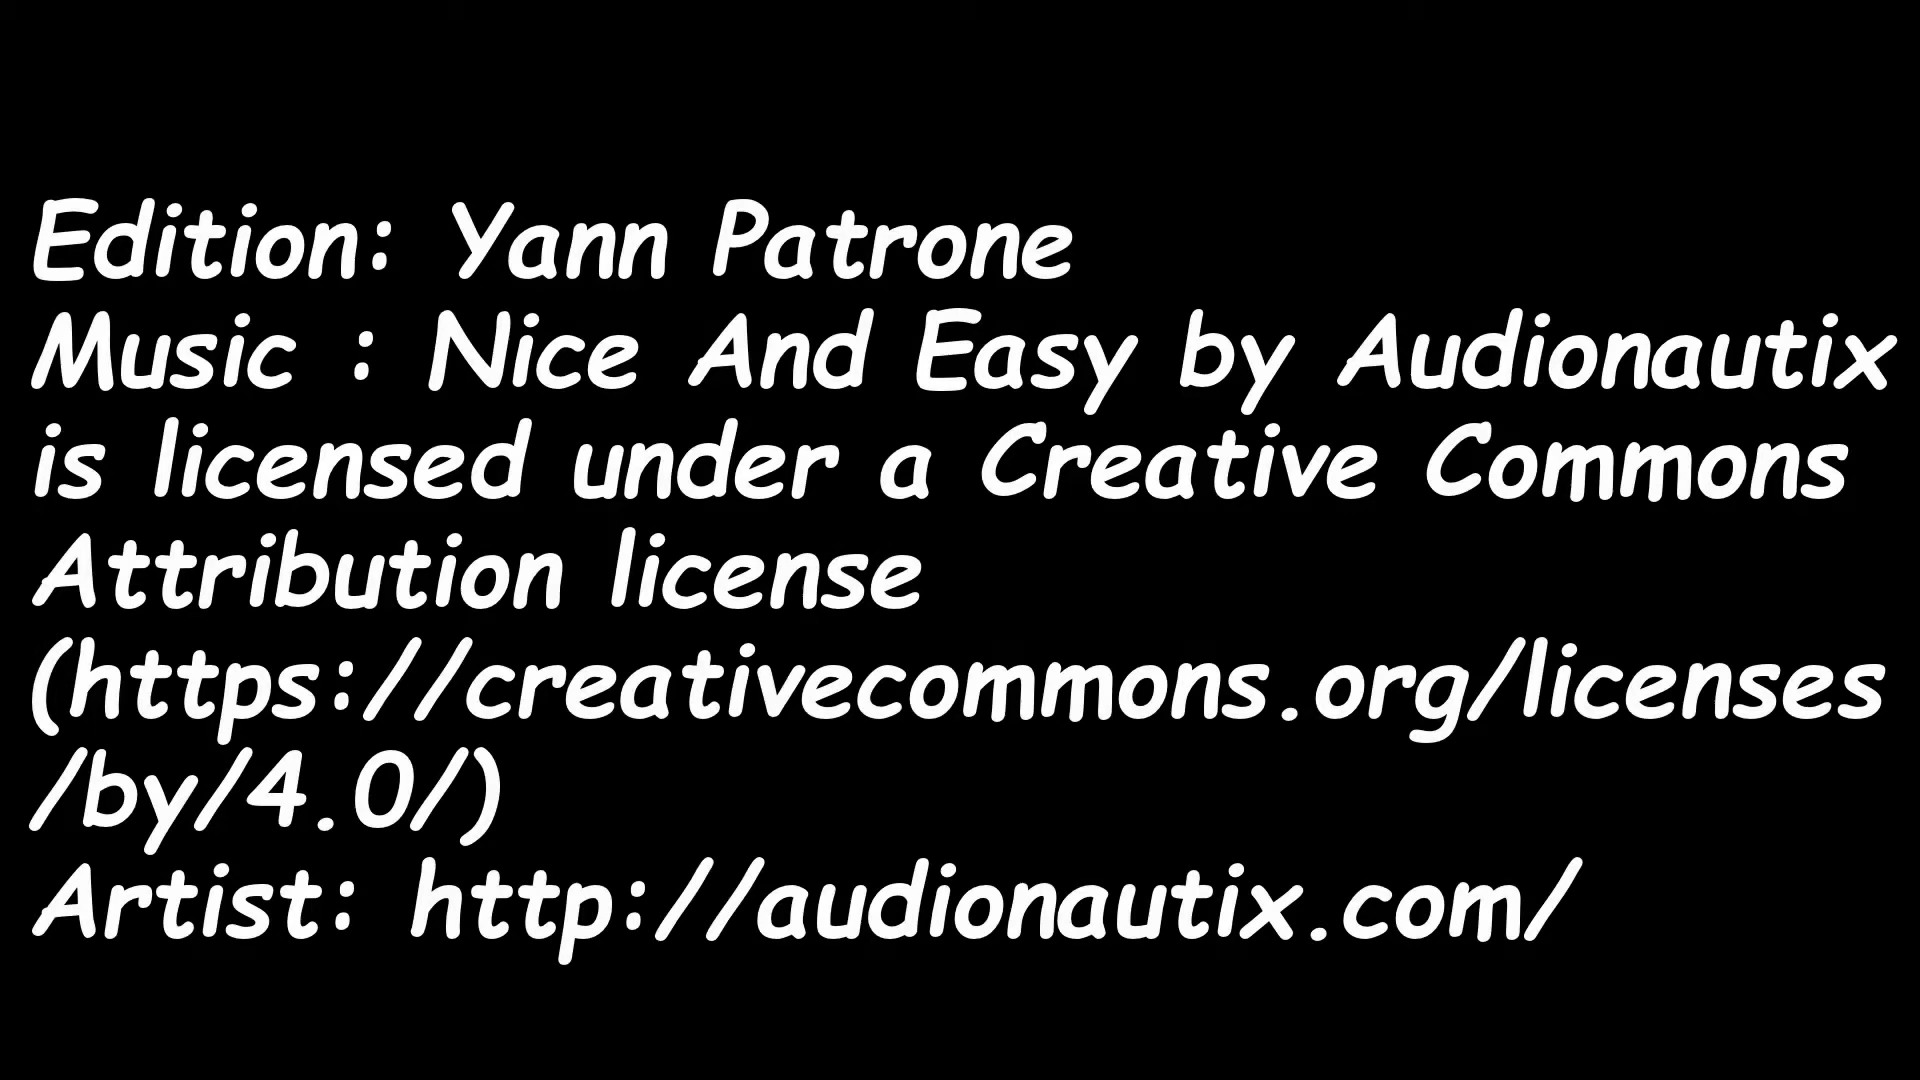 Edition: Yann Patrone
Music : Nice And Easy by Audionautix
is licensed under a Creative Commons
Attribution license
(https://creativecommons.org/licenses
/by/4.0/)
Artist: http://audionautix.com/